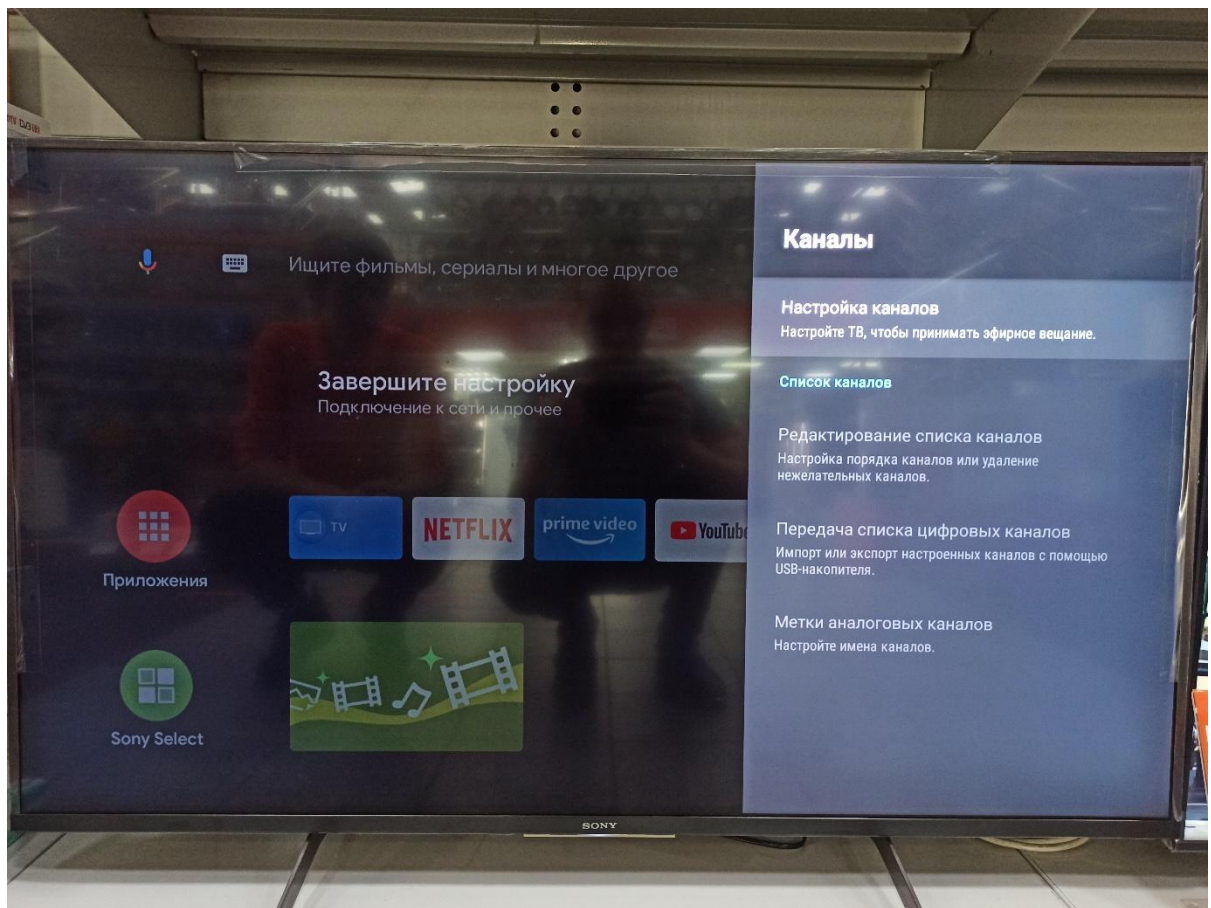 Ищите фильмы, сериалы и многое другое
Завершите настройку
Подключение к сети и прочее
TV
NETFLIX
prime video
YouTube
Приложения
Sony Select
Каналы
Настройка каналов
Настройте ТВ, чтобы принимать эфирное вещание.
Список каналов
Редактирование списка каналов
Настройка порядка каналов или удаление
нежелательных каналов.
Передача списка цифровых каналов
Импорт или экспорт настроенных каналов с помощью
USB-накопителя.
Метки аналоговых каналов
Настройте имена каналов.
SONY